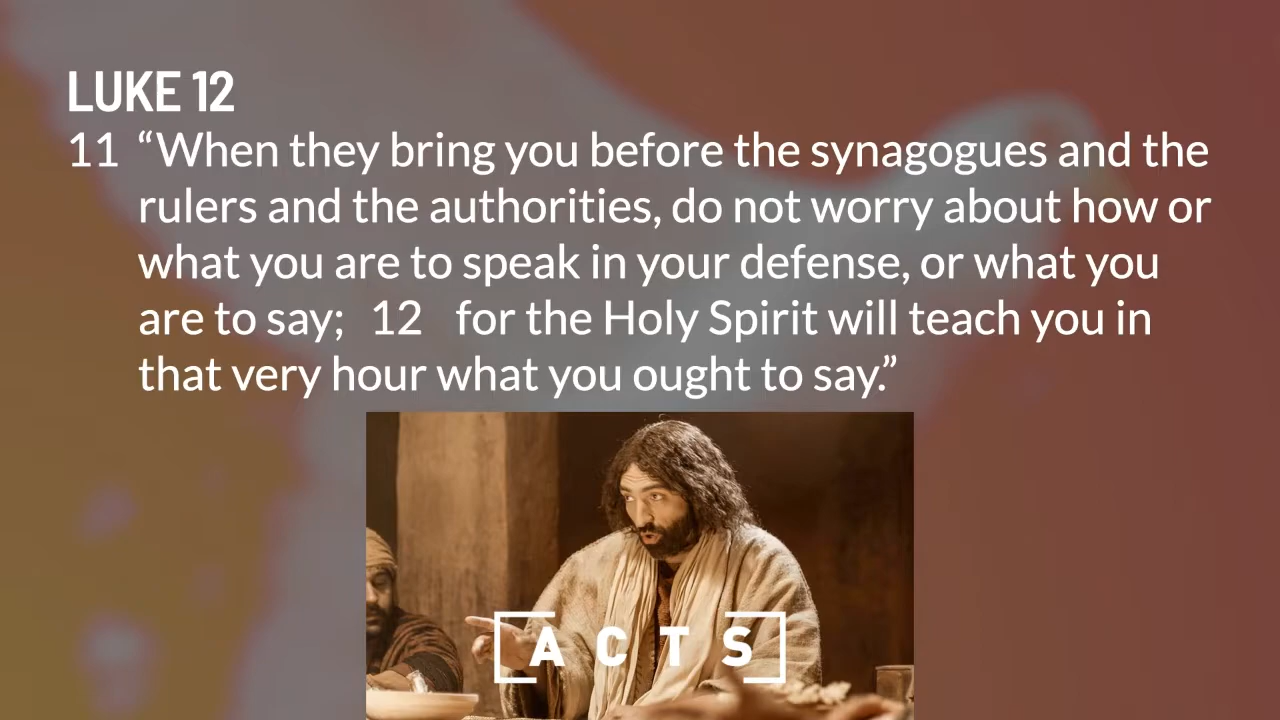 LUKE 12
11 “When they bring you before the synagogues and the
rulers and the authorities, do not worry about how or
what you are to speak in your defense, or what you
are to say; 12 for the Holy Spirit will teach you in
that very hour what you ought to say.”
ACTS